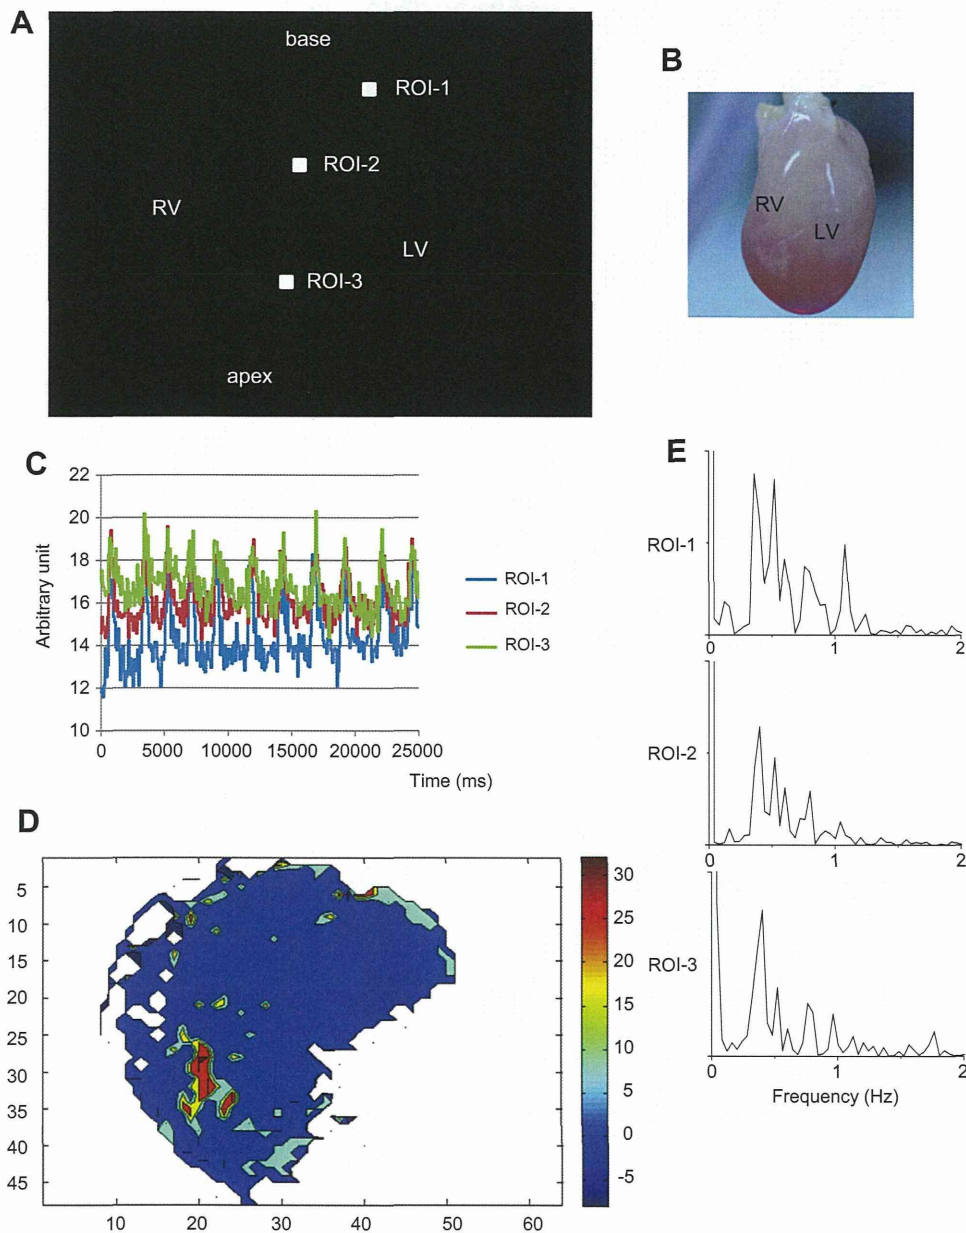 A
base
ROI-1
ROI-2
RV
LV
ROI-3
apex
B
RV
LV
C
22
20
18
16
14
12
10
Arbitrary unit
0 5000 10000 15000 20000 25000
Time (ms)
ROI-1
ROI-2
ROI-3
D
5
10
15
20
25
30
35
40
45
10 20 30 40 50 60
30
25
20
15
10
5
0
-5
E
ROI-1
0 1 2
ROI-2
0 1 2
ROI-3
0 1 2
Frequency (Hz)